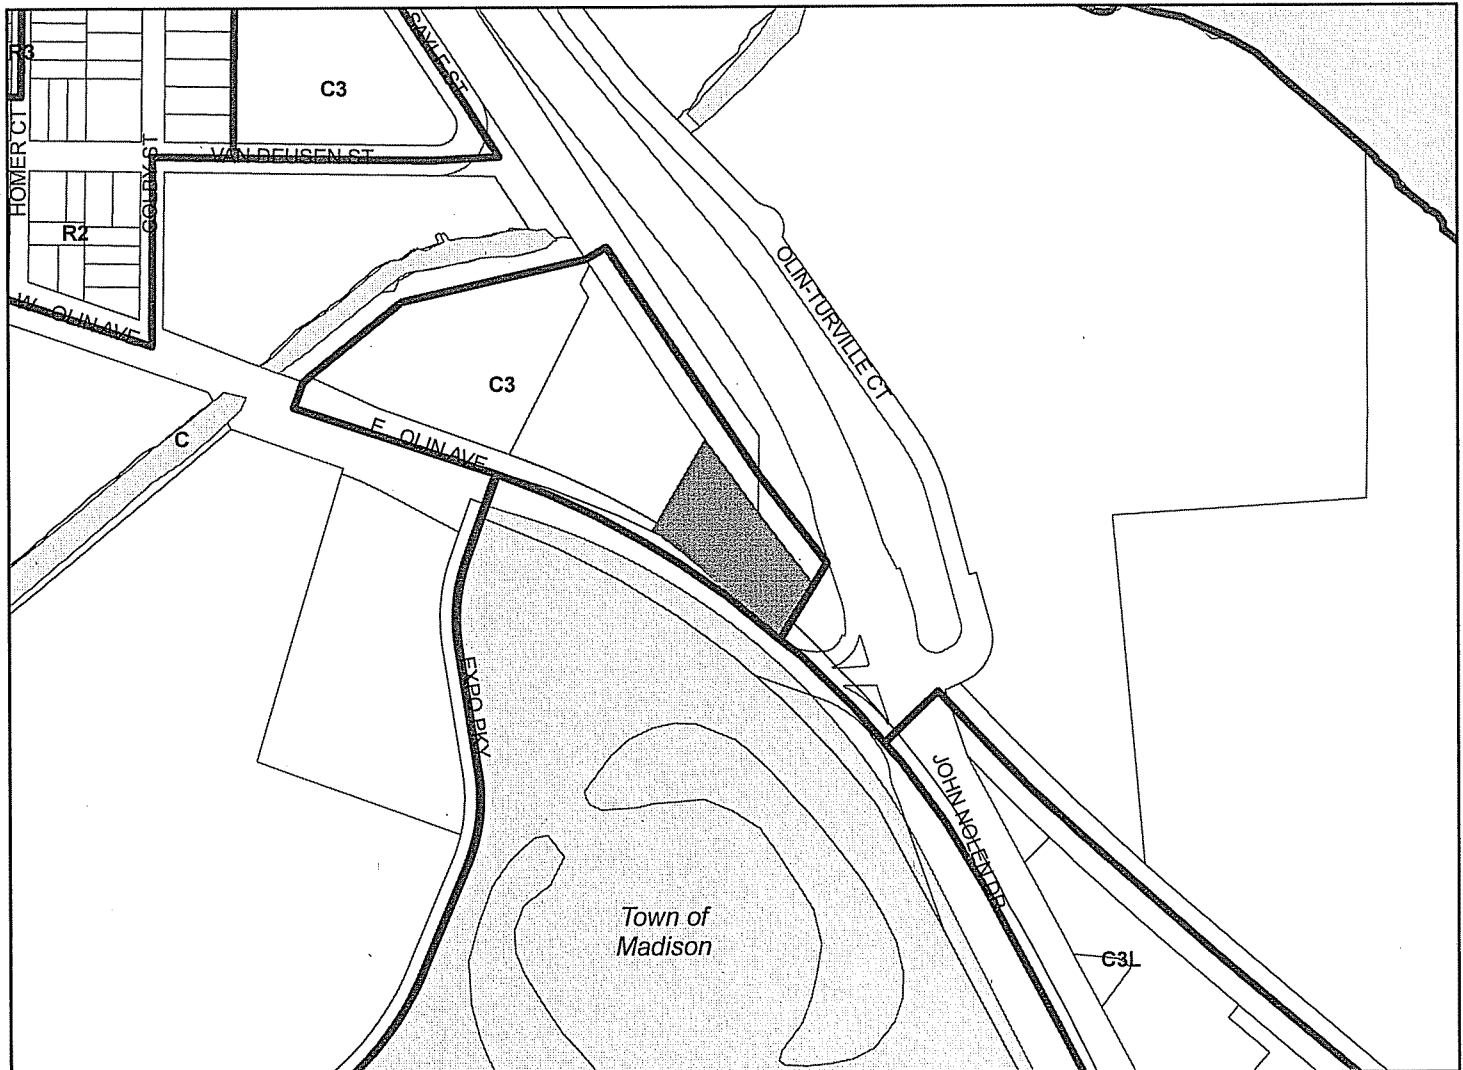 R3
C3
SAYLE ST
HOMER CT
COLBY ST
VAN DEUSEN ST
R2
W OLIN AVE
OLIN-TURVILLE CT
C3
E OLIN AVE
C
EXPO PKY
JOHN NOLEN DR
Town of
Madison
C3L